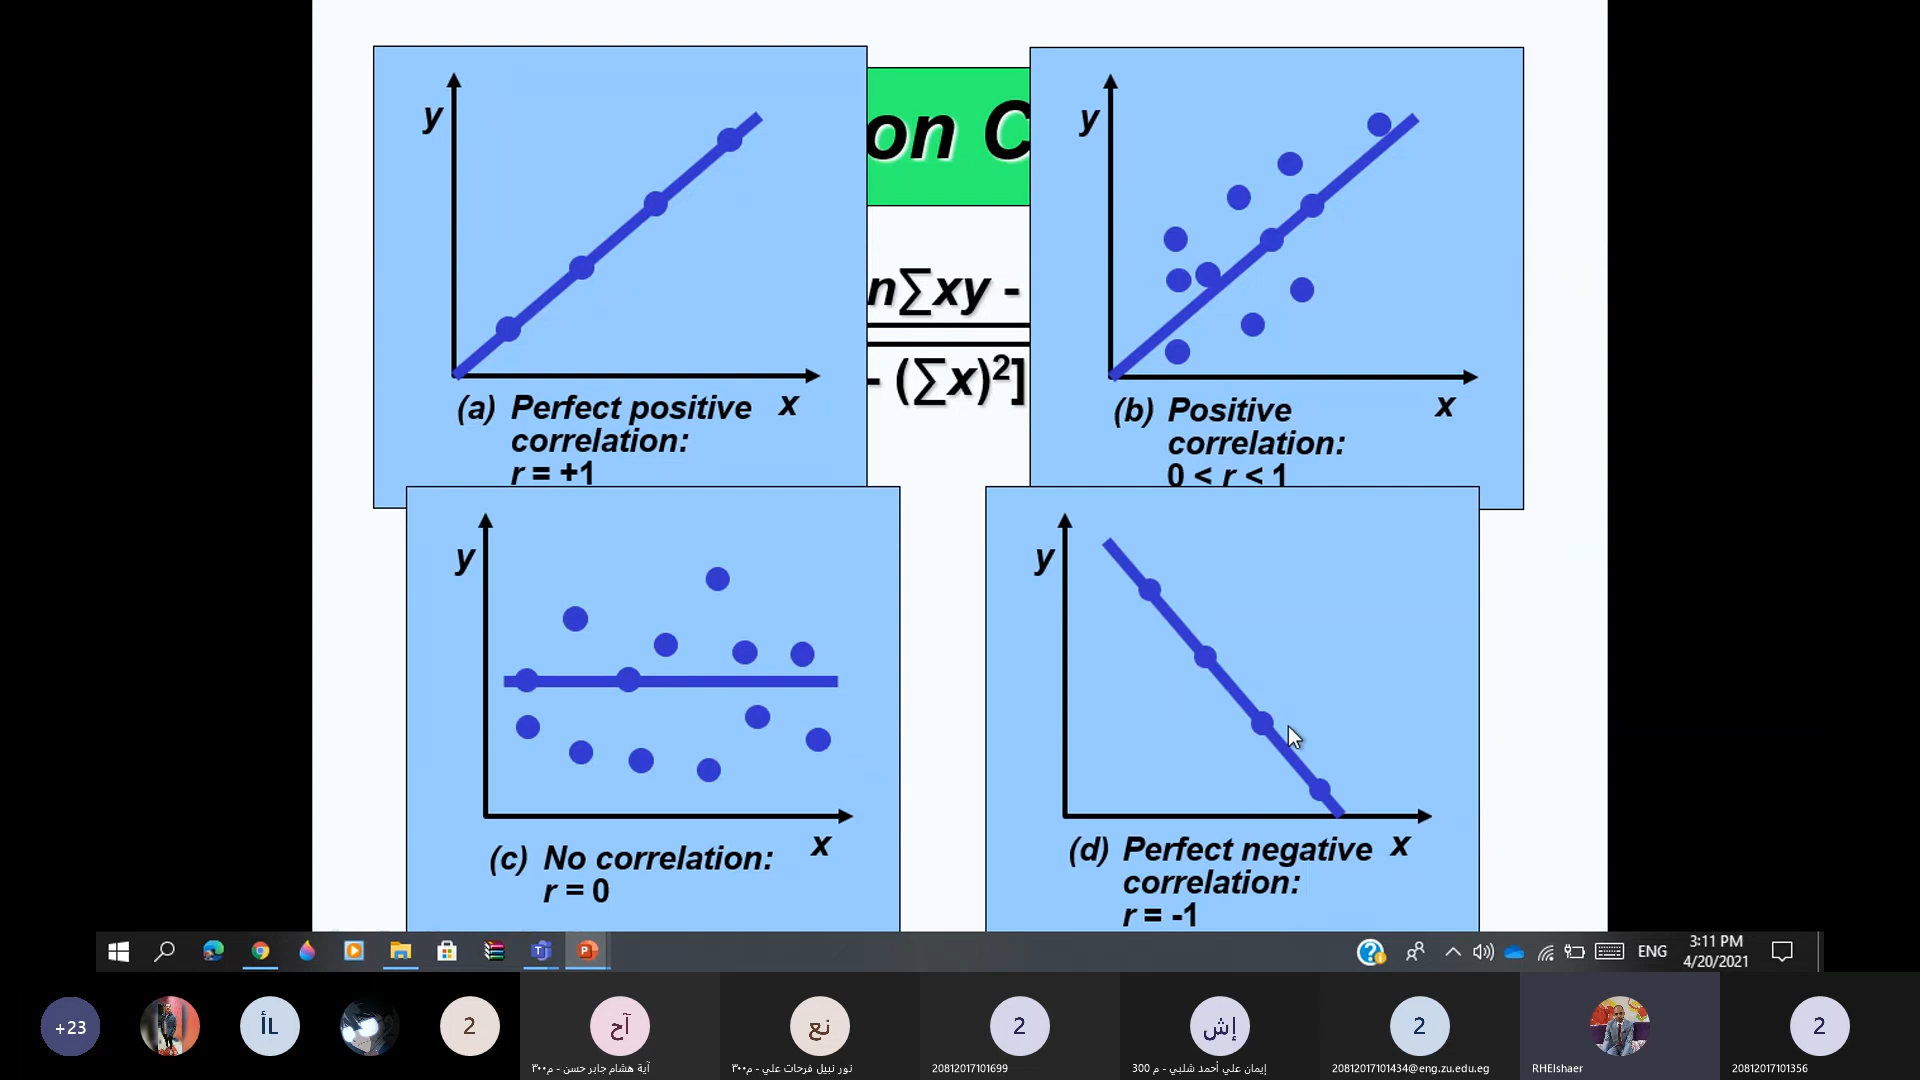 on C
n∑xy -
- (∑x)²]
y
x
(a) Perfect positive
correlation:
r = +1
y
x
(b) Positive
correlation:
0 < r < 1
y
x
(c) No correlation:
r = 0
y
x
(d) Perfect negative
correlation:
r = -1
ENG
3:11 PM
4/20/2021
+23
أا
2
آح
آية هشام جابر حسن - م٣٠٠
نع
نور نبيل فرحات علي - م٣٠٠
2
20812017101699
إش
إيمان علي أحمد شلبي - م 300
2
20812017101434@eng.zu.edu.eg
RHElshaer
2
20812017101356